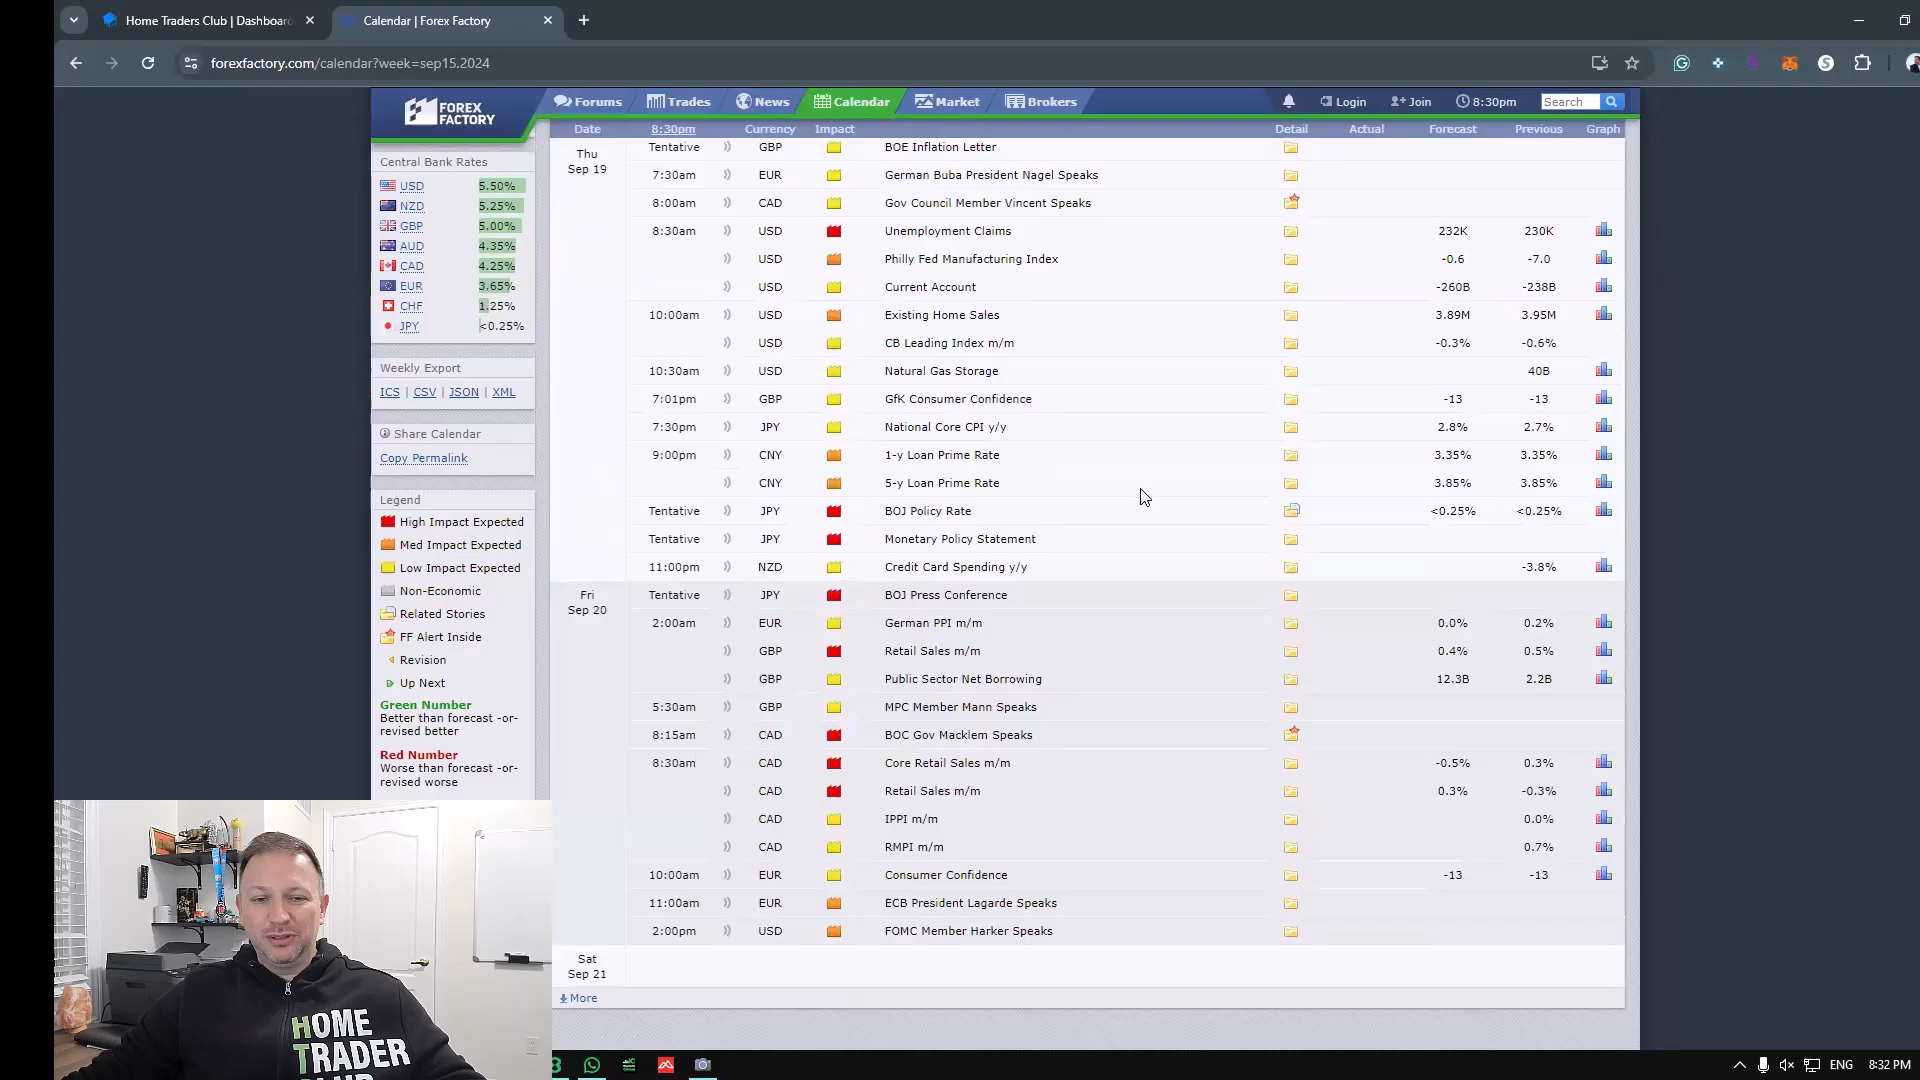 Home Traders Club | Dashboard
Calendar | Forex Factory
forexfactory.com/calendar?week=sep15.2024
FOREX FACTORY
Forums Trades News Calendar Market Brokers Login Join 8:30pm Search
Date 8:30pm Currency Impact Detail Actual Forecast Previous Graph
Central Bank Rates
USD 5.50%
NZD 5.25%
GBP 5.00%
AUD 4.35%
CAD 4.25%
EUR 3.65%
CHF 1.25%
JPY <0.25%
Weekly Export
ICS | CSV | JSON | XML
Share Calendar
Copy Permalink
Legend
High Impact Expected
Med Impact Expected
Low Impact Expected
Non-Economic
Related Stories
FF Alert Inside
Revision
Up Next
Green Number
Better than forecast -or-
revised better
Red Number
Worse than forecast -or-
revised worse
Thu
Sep 19
Tentative GBP BOE Inflation Letter
7:30am EUR German Buba President Nagel Speaks
8:00am CAD Gov Council Member Vincent Speaks
8:30am USD Unemployment Claims 232K 230K
USD Philly Fed Manufacturing Index -0.6 -7.0
USD Current Account -260B -238B
10:00am USD Existing Home Sales 3.89M 3.95M
USD CB Leading Index m/m -0.3% -0.6%
10:30am USD Natural Gas Storage 40B
7:01pm GBP GfK Consumer Confidence -13 -13
7:30pm JPY National Core CPI y/y 2.8% 2.7%
9:00pm CNY 1-y Loan Prime Rate 3.35% 3.35%
CNY 5-y Loan Prime Rate 3.85% 3.85%
Tentative JPY BOJ Policy Rate <0.25% <0.25%
Tentative JPY Monetary Policy Statement
11:00pm NZD Credit Card Spending y/y -3.8%
Fri
Sep 20
Tentative JPY BOJ Press Conference
2:00am EUR German PPI m/m 0.0% 0.2%
GBP Retail Sales m/m 0.4% 0.5%
GBP Public Sector Net Borrowing 12.3B 2.2B
5:30am GBP MPC Member Mann Speaks
8:15am CAD BOC Gov Macklem Speaks
8:30am CAD Core Retail Sales m/m -0.5% 0.3%
CAD Retail Sales m/m 0.3% -0.3%
CAD IPPI m/m 0.0%
CAD RMPI m/m 0.7%
10:00am EUR Consumer Confidence -13 -13
11:00am EUR ECB President Lagarde Speaks
2:00pm USD FOMC Member Harker Speaks
Sat
Sep 21
More
HOME
TRADER
ENG 8:32 PM